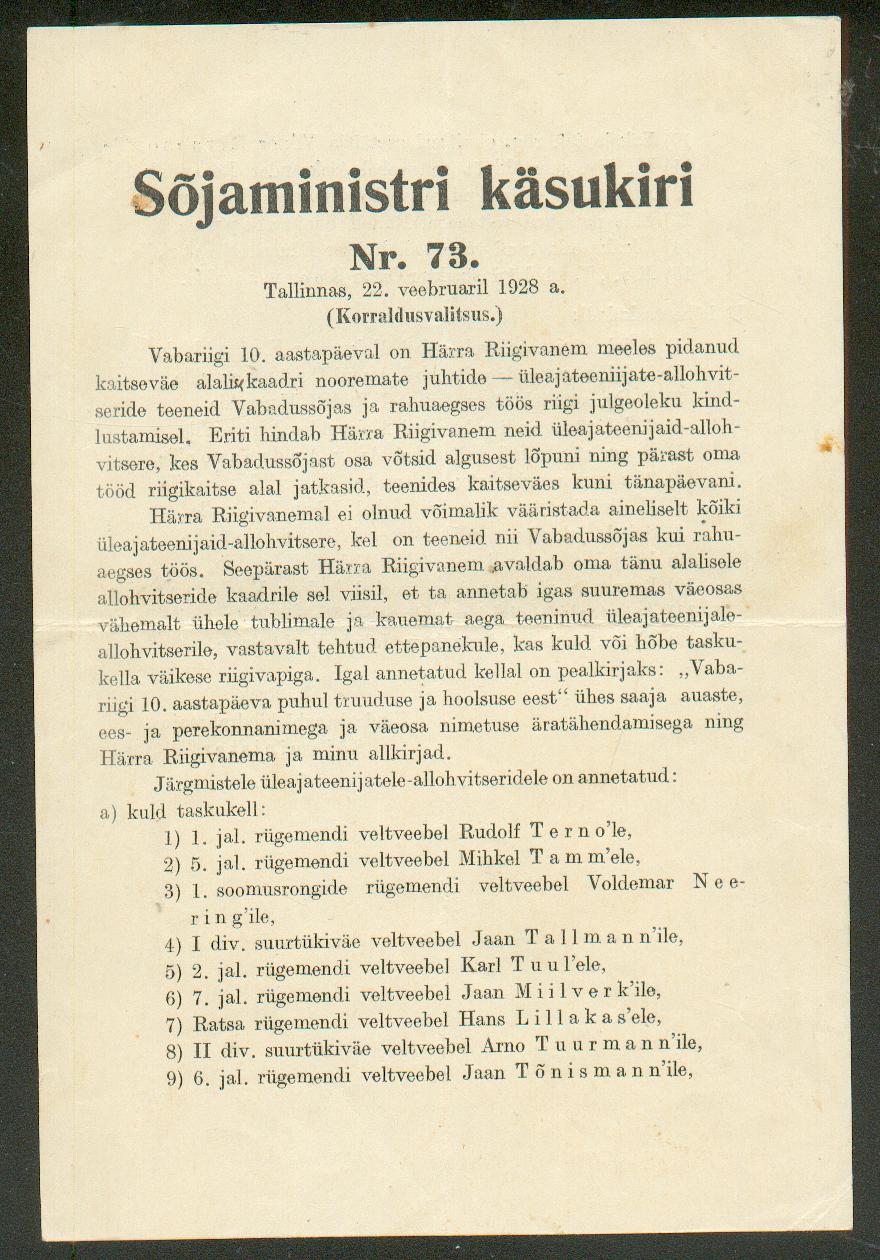 Sõjaministri käsukiri
Nr. 73.
Tallinnas, 22. veebruaril 1928 a.
(Korraldusvalitsus.)
Vabariigi 10. aastapäeval on Härra Riigivanem meeles pidanud
kaitseväe alalise kaadri nooremate juhtide — üleajateeniijate-allohvit-
seride teeneid Vabadussõjas ja rahuaegses töös riigi julgeoleku kind-
lustamisel. Eriti hindab Härra Riigivanem neid üleajateenijaid-alloh-
vitsere, kes Vabadussõjast osa võtsid algusest lõpuni ning pärast oma
tööd riigikaitse alal jatkasid, teenides kaitseväes kuni tänapäevani.
Härra Riigivanemal ei olnud võimalik vääristada aineliselt kõiki
üleajateenijaid-allohvitsere, kel on teeneid nii Vabadussõjas kui rahu-
aegses töös. Seepärast Härra Riigivanem avaldab oma tänu alalisele
allohvitseride kaadrile sel viisil, et ta annetab igas suuremas väeosas
vähemalt ühele tublimale ja kauemat aega teeninud üleajateenijale-
allohvitserile, vastavalt tehtud ettepanekule, kas kuld või hõbe tasku-
kella väikese riigivapiga. Igal annetatud kellal on pealkirjaks: „Vaba-
riigi 10. aastapäeva puhul truuduse ja hoolsuse eest“ ühes saaja auaste,
ees- ja perekonnanimega ja väeosa nimetuse äratähendamisega ning
Härra Riigivanema ja minu allkirjad.
Järgmistele üleajateenijatele-allohvitseridele on annetatud:
a) kuld taskukell:
1) 1. jal. rügemendi veltveebel Rudolf Terno'le,
2) 5. jal. rügemendi veltveebel Mihkel Tamm'ele,
3) 1. soomusrongide rügemendi veltveebel Voldemar Nee-
ring'ile,
4) I div. suurtükiväe veltveebel Jaan Tallmann'ile,
5) 2. jal. rügemendi veltveebel Karl Tuul'ele,
6) 7. jal. rügemendi veltveebel Jaan Miilverk'ile,
7) Ratsa rügemendi veltveebel Hans Lillakas'ele,
8) II div. suurtükiväe veltveebel Arno Tuurmann'ile,
9) 6. jal. rügemendi veltveebel Jaan Tõnismann'ile,